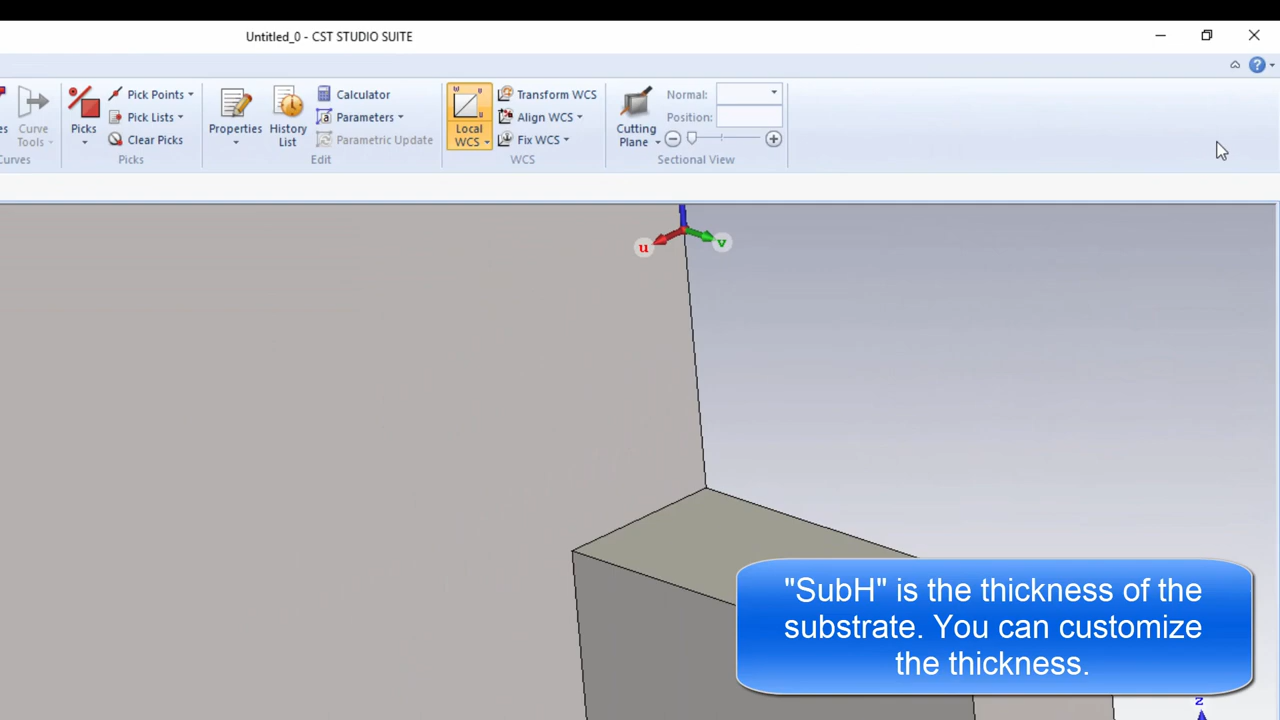 Untitled_0 - CST STUDIO SUITE
Pick Points
Calculator
Transform WCS
Normal:
Pick Lists
Parameters
Align WCS
Position:
Curve Tools
Picks
Clear Picks
Properties
History List
Parametric Update
Local WCS
Fix WCS
Cutting Plane
Curves
Picks
Edit
WCS
Sectional View
w
u
u
v
"SubH" is the thickness of the
substrate. You can customize
the thickness.
z